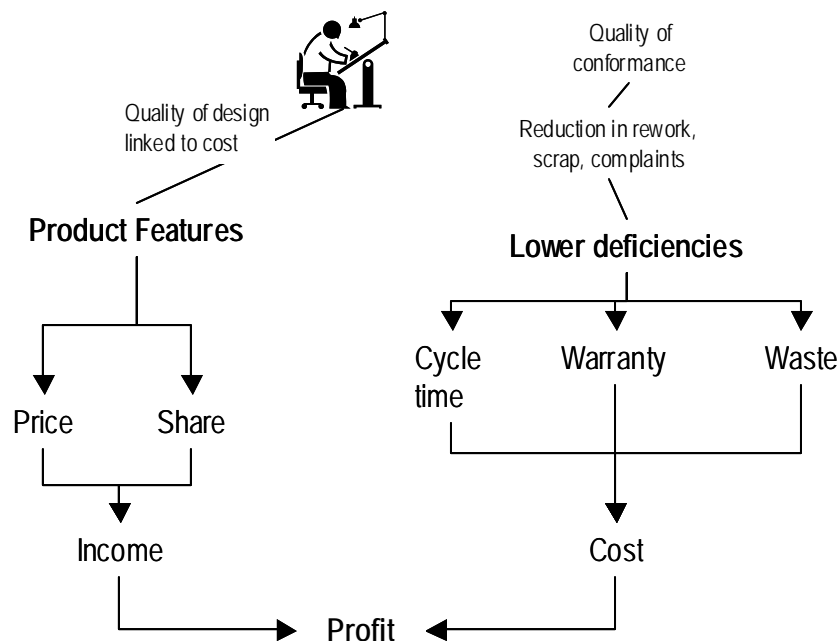 Quality of design
linked to cost
Product Features
Price
Share
Income
Quality of
conformance
Reduction in rework,
scrap, complaints
Lower deficiencies
Cycle
time
Warranty
Waste
Cost
Profit